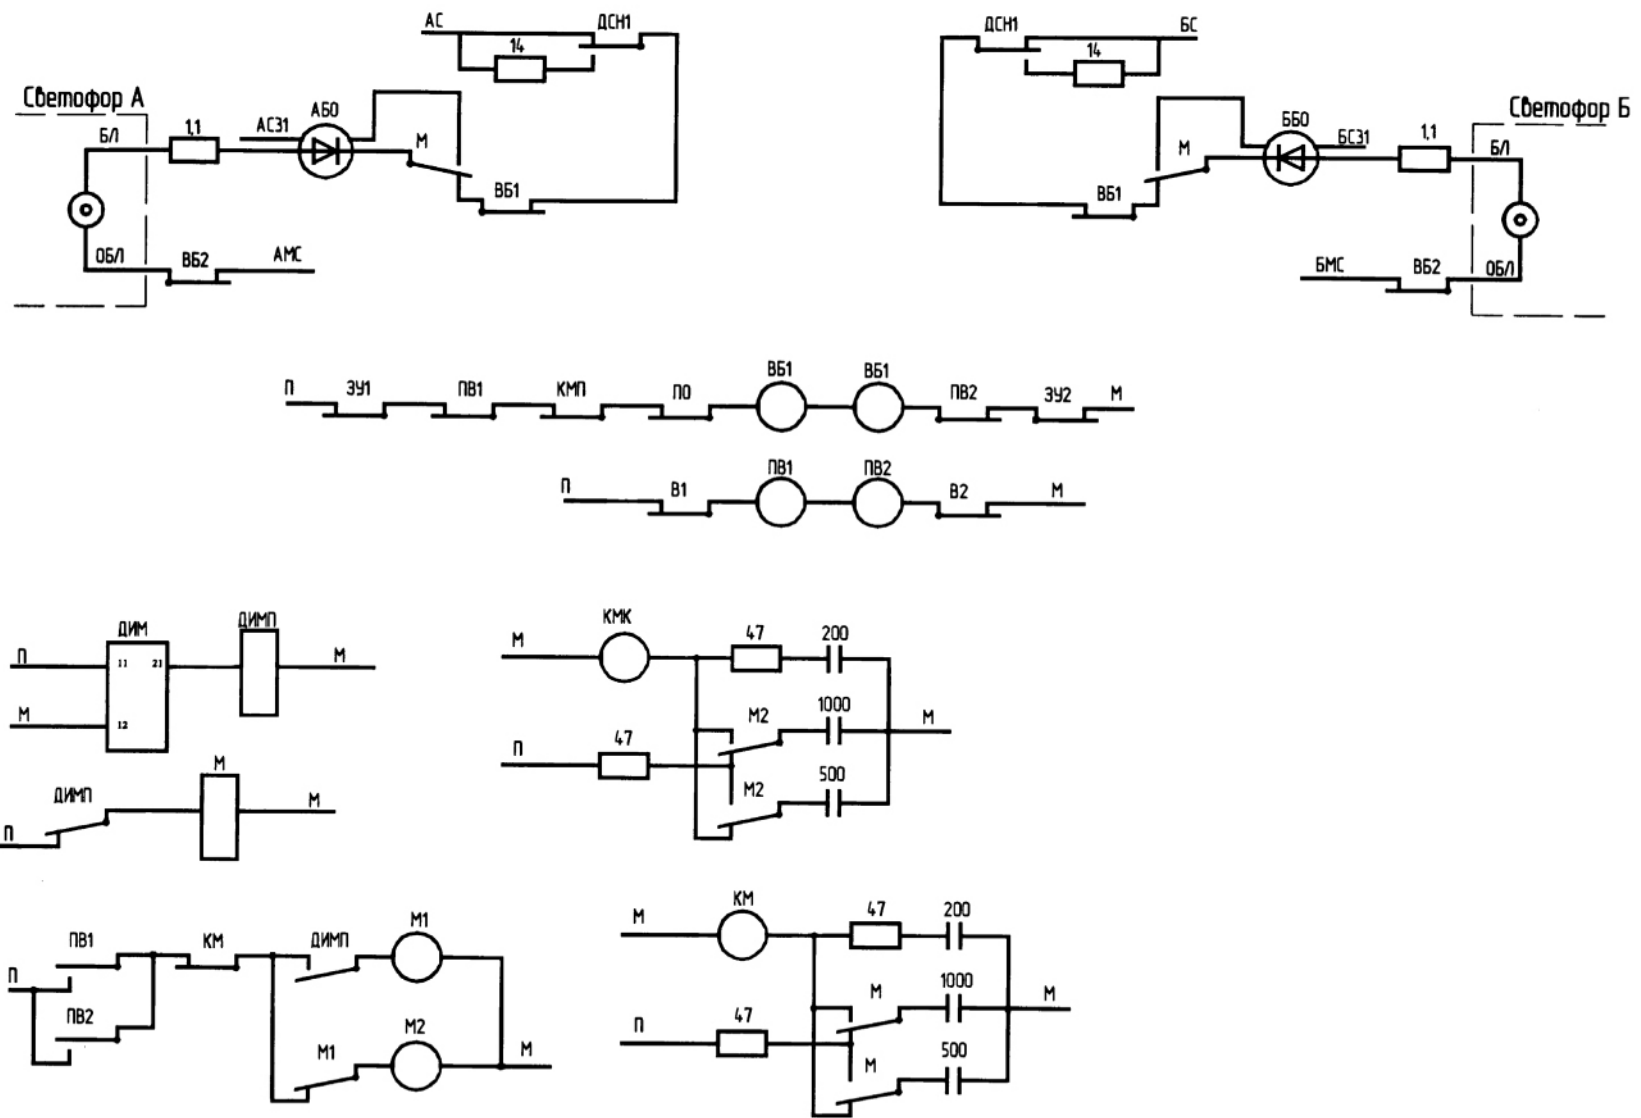 АС ДСН1 ДСН1 БС
14 14
Светофор А Светофор Б
БЛ 1,1 АСЗ1 АБО М ВБ1
М ВБ1 ББО БСЗ1 1,1 БЛ
ОБЛ ВБ2 АМС
БМС ВБ2 ОБЛ
П ЗУ1 ПВ1 КМП ПО ВБ1 ВБ1 ПВ2 ЗУ2 М
П В1 ПВ1 ПВ2 В2 М
ДИМ ДИМП
П 11 21 М
М 12
ДИМП М
П М
КМК
М 47 200
М2 1000 М
П 47
М2 500
ПВ1 КМ ДИМП М1
П
ПВ2 М1 М2 М
КМ
М 47 200
М 1000 М
П 47
М 500